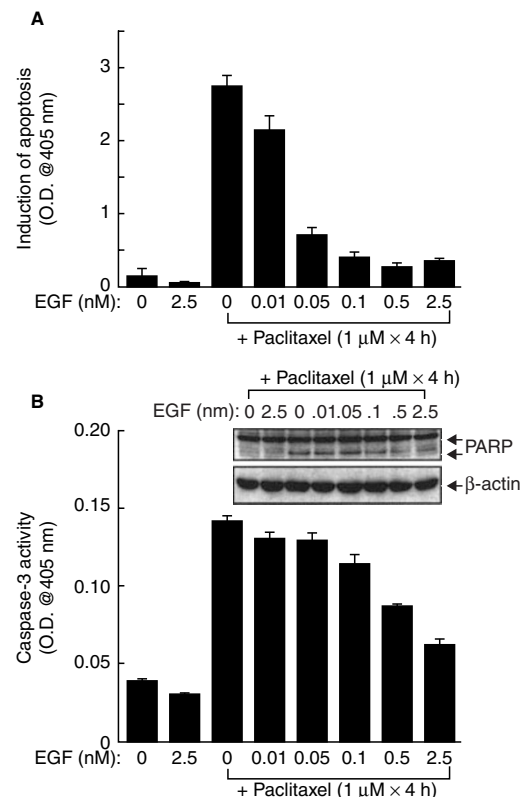 A
Induction of apoptosis
(O.D. @405 nm)
3
2
1
0
EGF (nM): 0 2.5 0 0.01 0.05 0.1 0.5 2.5
+ Paclitaxel (1 μM × 4 h)
B
+ Paclitaxel (1 μM × 4 h)
EGF (nm): 0 2.5 0 .01 .05 .1 .5 2.5
PARP
β-actin
Caspase-3 activity
(O.D. @405 nm)
0.20
0.15
0.10
0.05
0
EGF (nM): 0 2.5 0 0.01 0.05 0.1 0.5 2.5
+ Paclitaxel (1 μM × 4 h)